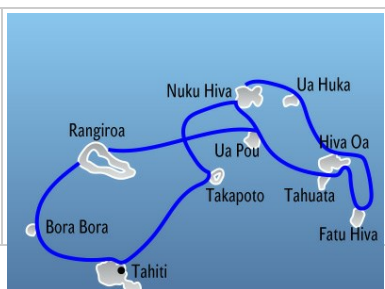 Nuku Hiva
Ua Huka
Rangiroa
Ua Pou
Hiva Oa
Takapoto
Tahuata
Bora Bora
Fatu Hiva
Tahiti